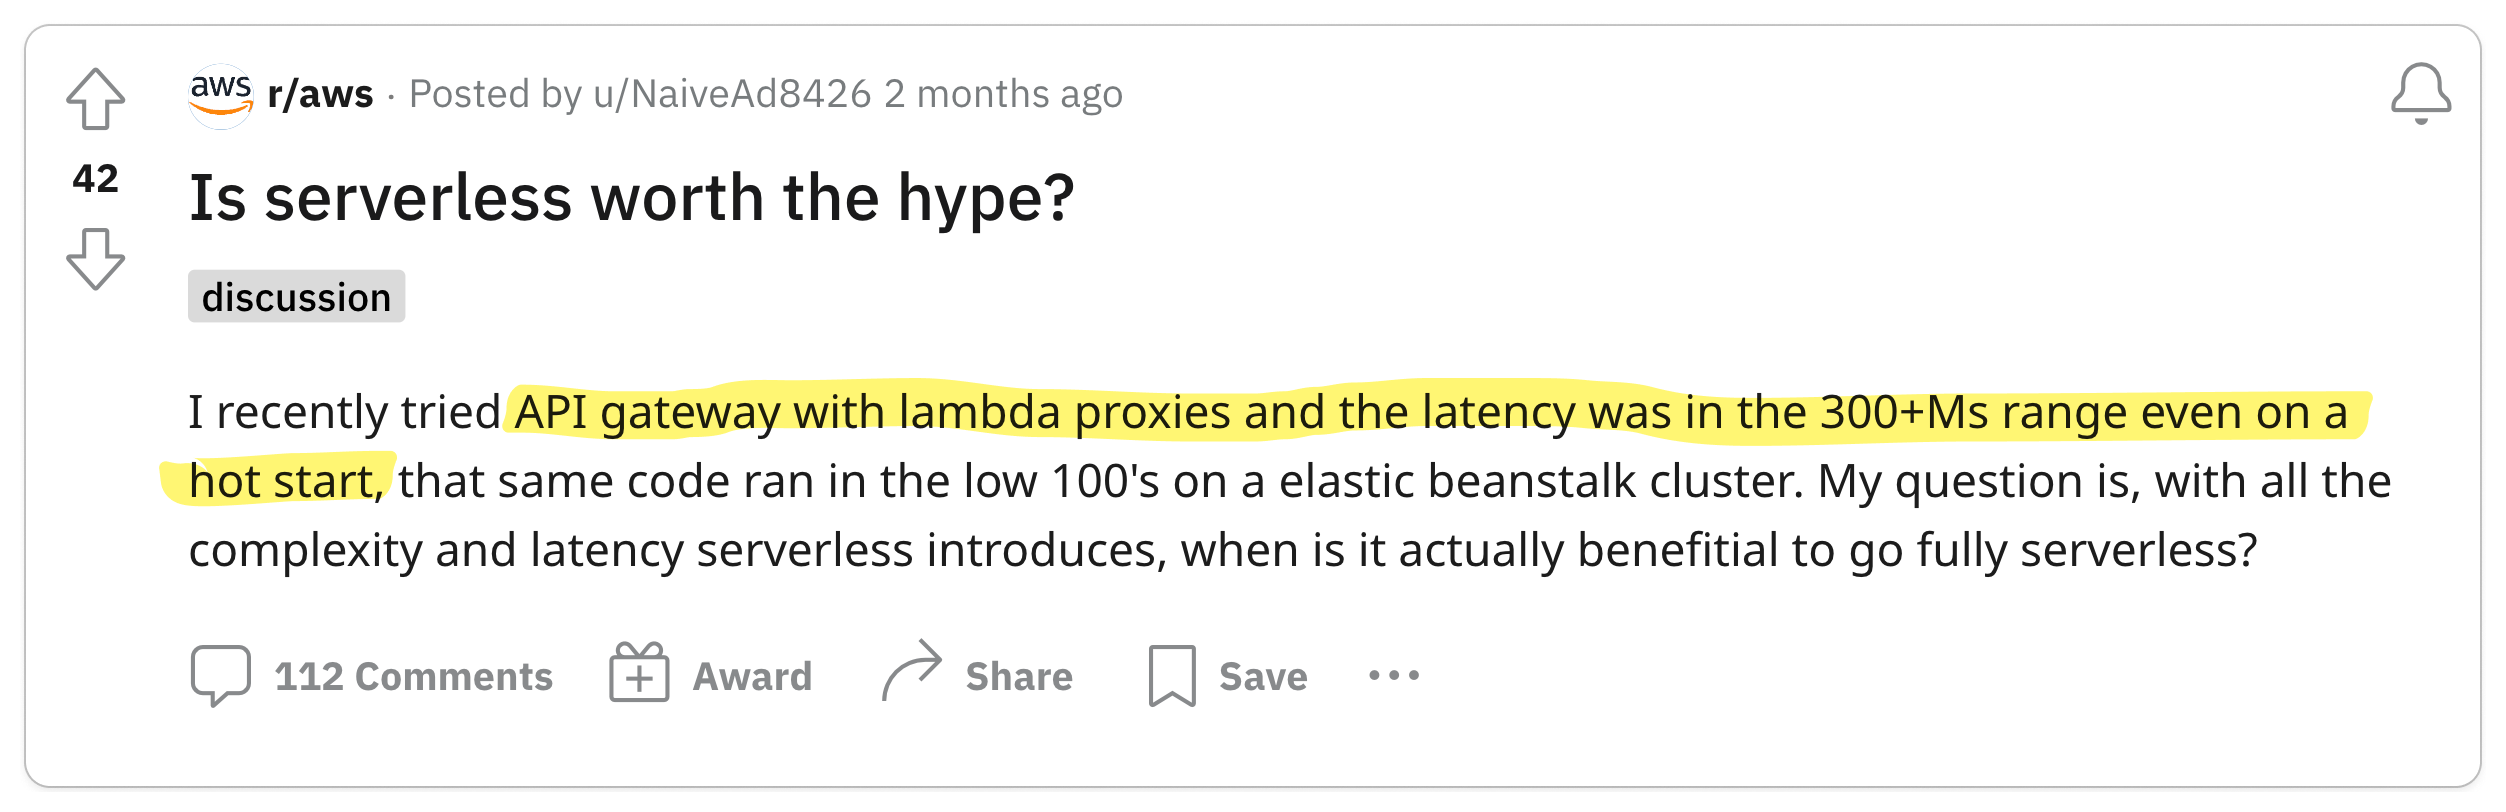 aws r/aws · Posted by u/NaiveAd8426 2 months ago
42
Is serverless worth the hype?
discussion
I recently tried API gateway with lambda proxies and the latency was in the 300+Ms range even on a
hot start, that same code ran in the low 100's on a elastic beanstalk cluster. My question is, with all the
complexity and latency serverless introduces, when is it actually benefitial to go fully serverless?
112 Comments Award Share Save ...